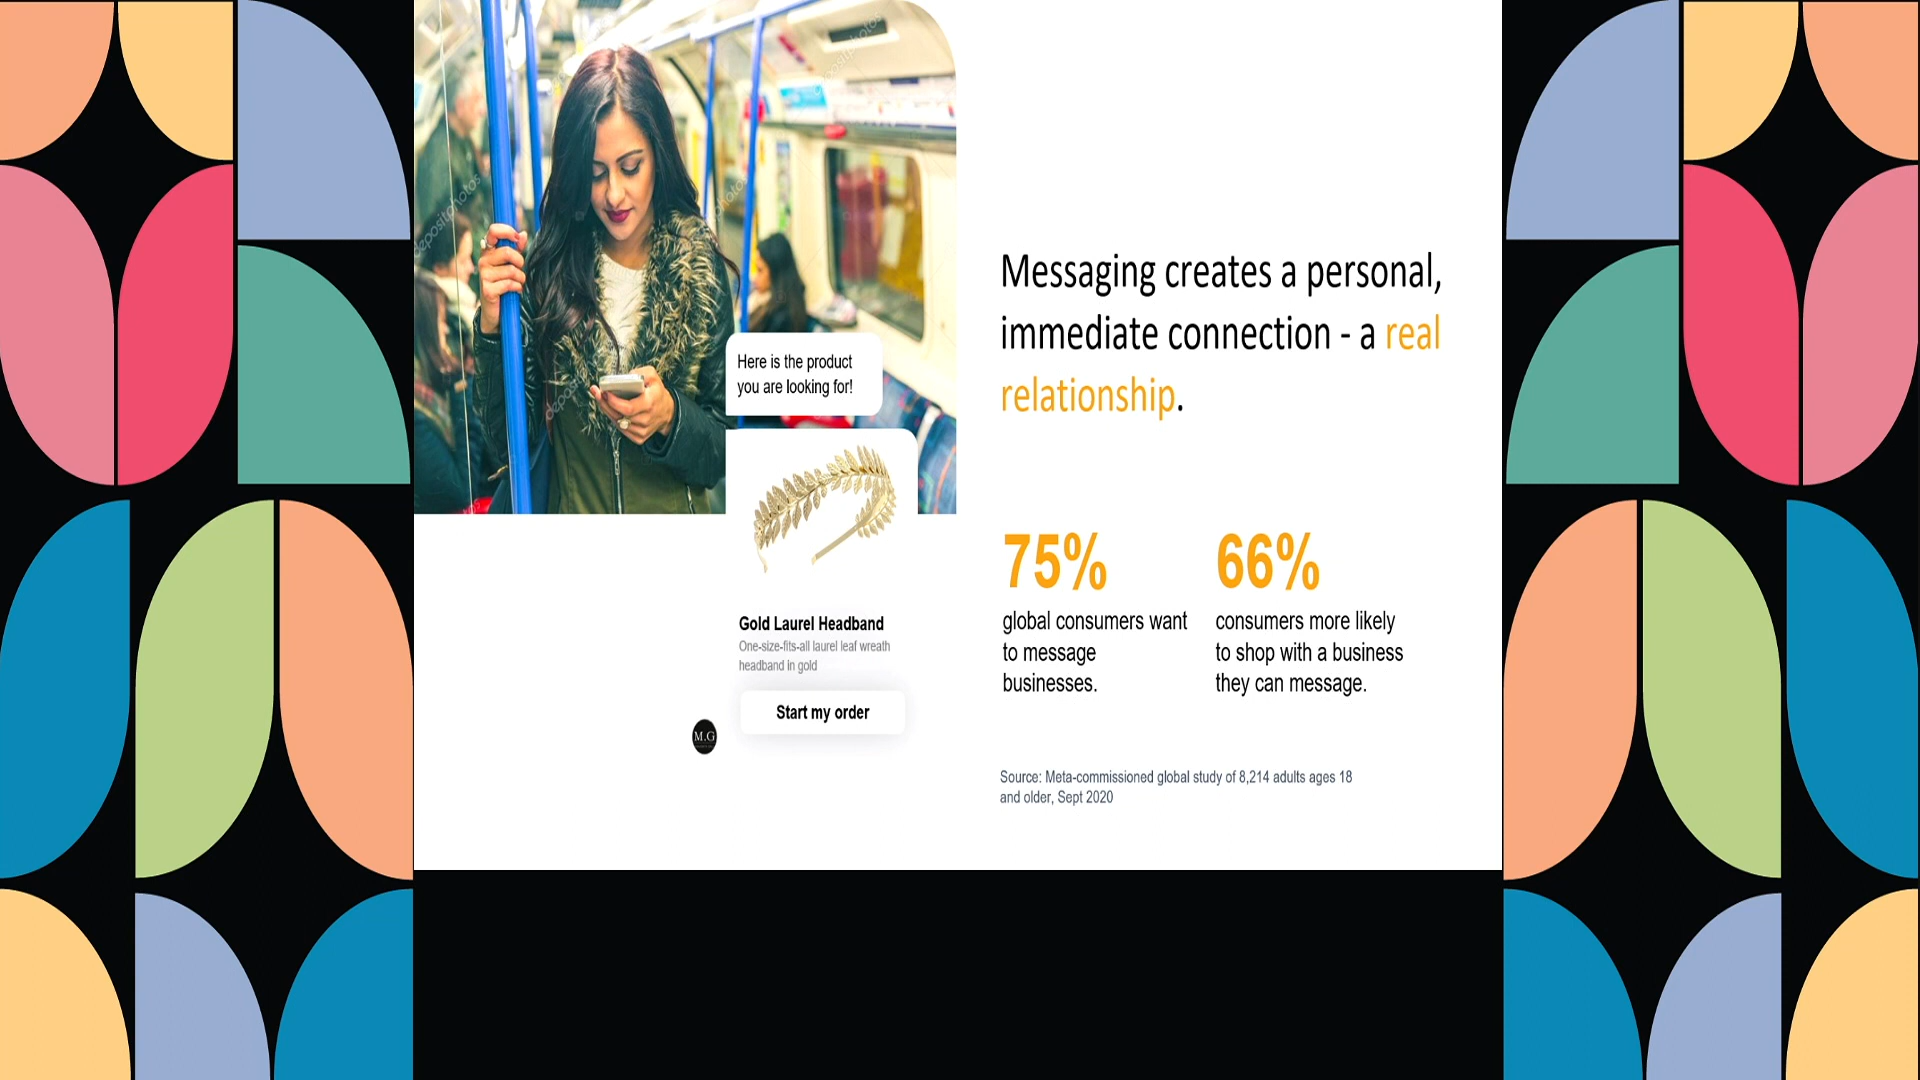 Here is the product
you are looking for!
Gold Laurel Headband
One-size-fits-all laurel leaf wreath
headband in gold
Start my order
M.G
Messaging creates a personal,
immediate connection - a real
relationship.
75%
global consumers want
to message
businesses.
66%
consumers more likely
to shop with a business
they can message.
Source: Meta-commissioned global study of 8,214 adults ages 18
and older, Sept 2020
depositphotos
depositphotos
depositphotos